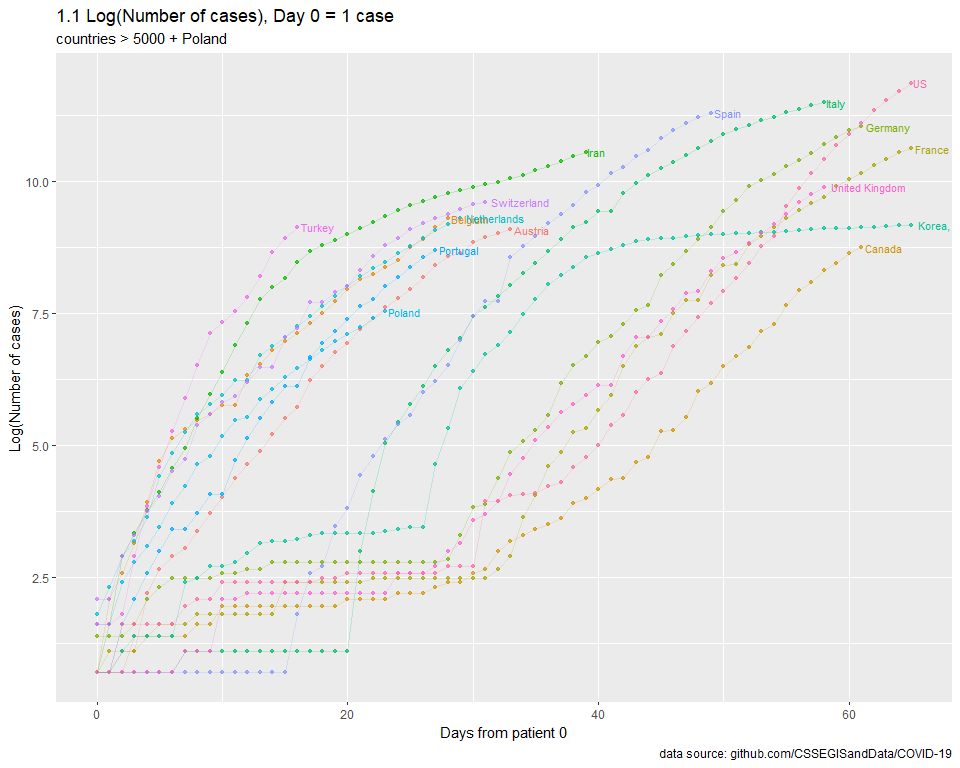 1.1 Log(Number of cases), Day 0 = 1 case
countries > 5000 + Poland
US
Italy
Spain
Germany
France
Iran
United Kingdom
Switzerland
Belgium
Netherlands
Turkey
Austria
Korea,
Portugal
Canada
Poland
10.0
7.5
5.0
2.5
Log(Number of cases)
0 20 40 60
Days from patient 0
data source: github.com/CSSEGISandData/COVID-19